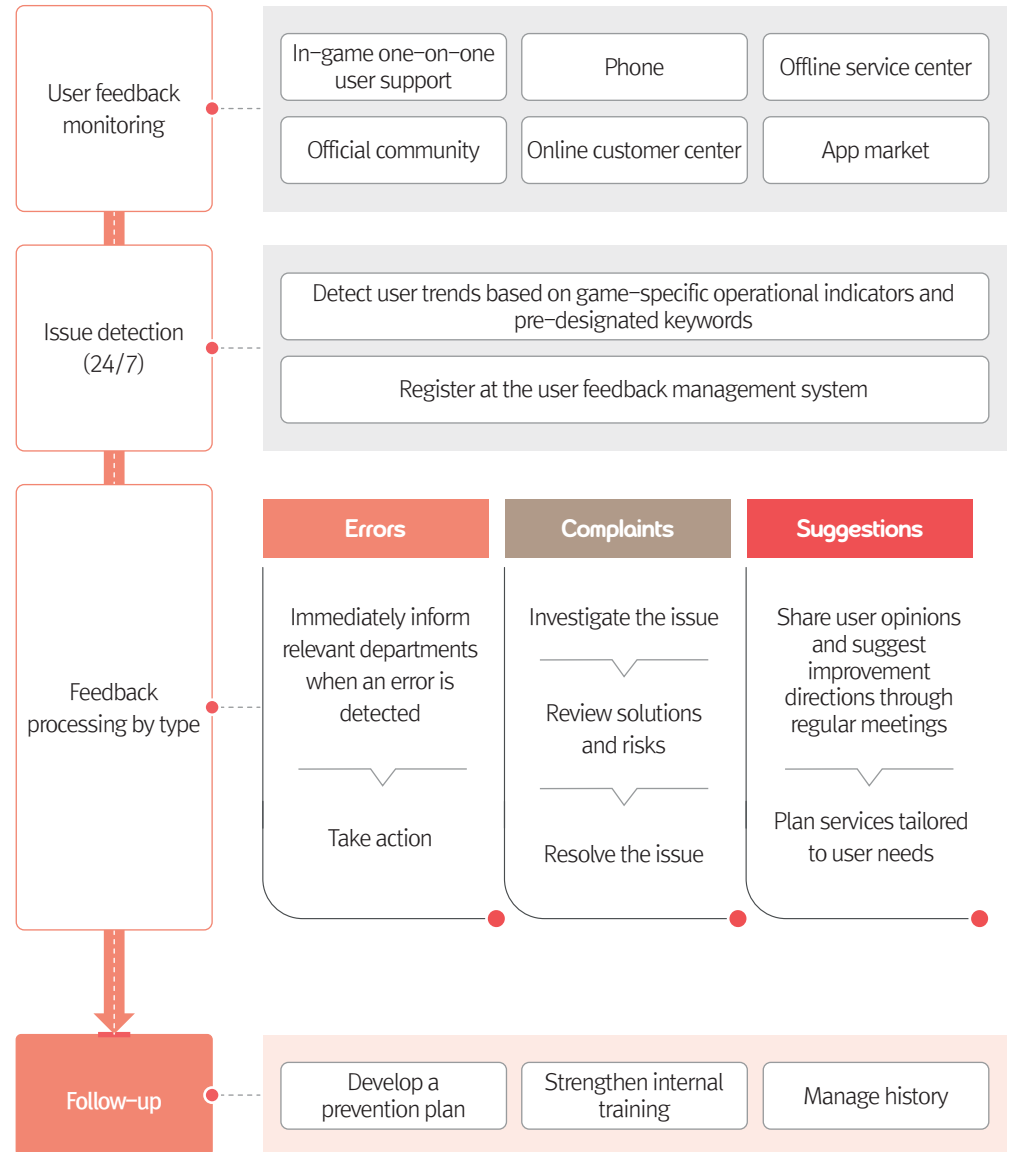 User feedback
monitoring
In-game one-on-one
user support
Phone
Offline service center
Official community
Online customer center
App market
Issue detection
(24/7)
Detect user trends based on game-specific operational indicators and
pre-designated keywords
Register at the user feedback management system
Feedback
processing by type
Errors
Immediately inform
relevant departments
when an error is
detected
Take action
Complaints
Investigate the issue
Review solutions
and risks
Resolve the issue
Suggestions
Share user opinions
and suggest
improvement
directions through
regular meetings
Plan services tailored
to user needs
Follow-up
Develop a
prevention plan
Strengthen internal
training
Manage history